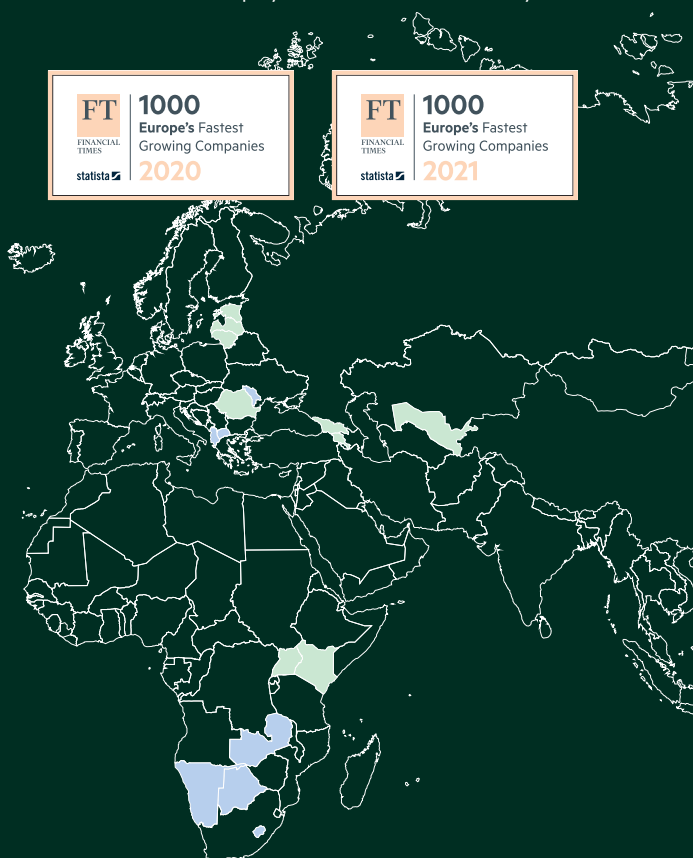 FT
FINANCIAL
TIMES
statista
1000
Europe's Fastest
Growing Companies
2020
FT
FINANCIAL
TIMES
statista
1000
Europe's Fastest
Growing Companies
2021